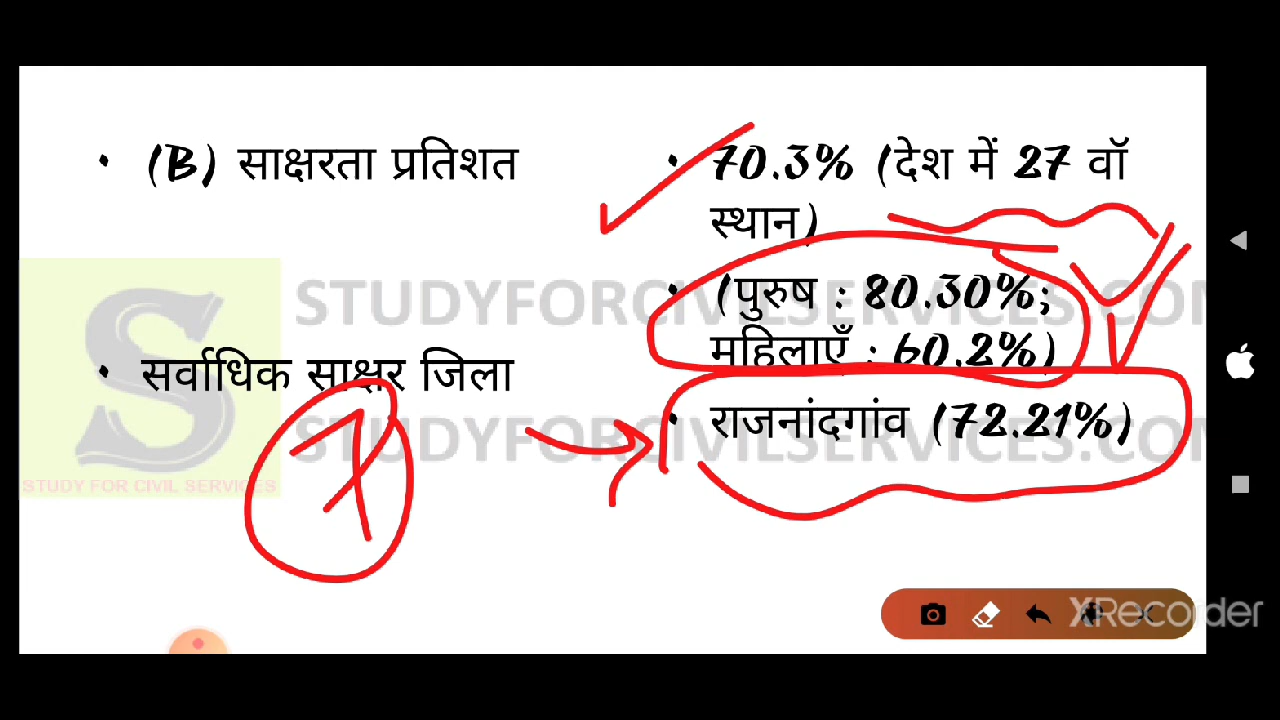 • (B) साक्षरता प्रतिशत
• 70.3% (देश में 27 वॉ
स्थान)
• (पुरुष : 80.30%;
महिलाएँ : 60.2%)
• सर्वाधिक साक्षर जिला
• राजनांदगांव (72.21%)
STUDYFORCIVILSERVICES.COM
STUDYFORCIVILSERVICES.COM
S
STUDY FOR CIVIL SERVICES
XRecorder